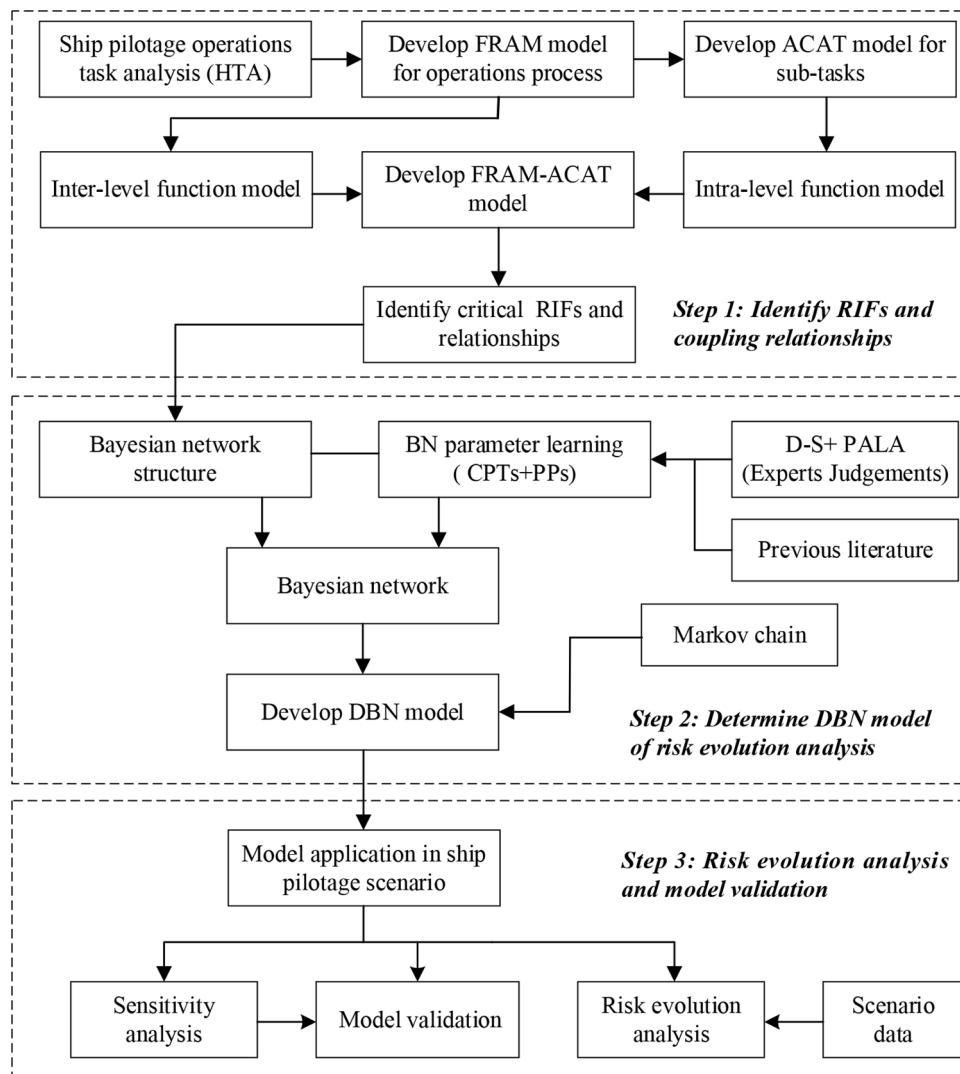 Ship pilotage operations
task analysis (HTA)
Develop FRAM model
for operations process
Develop ACAT model for
sub-tasks
Inter-level function model
Develop FRAM-ACAT
model
Intra-level function model
Identify critical RIFs and
relationships
Step 1: Identify RIFs and
coupling relationships
Bayesian network
structure
BN parameter learning
( CPTs+PPs)
D-S+ PALA
(Experts Judgements)
Previous literature
Bayesian network
Markov chain
Develop DBN model
Step 2: Determine DBN model
of risk evolution analysis
Model application in ship
pilotage scenario
Step 3: Risk evolution analysis
and model validation
Sensitivity
analysis
Model validation
Risk evolution
analysis
Scenario
data